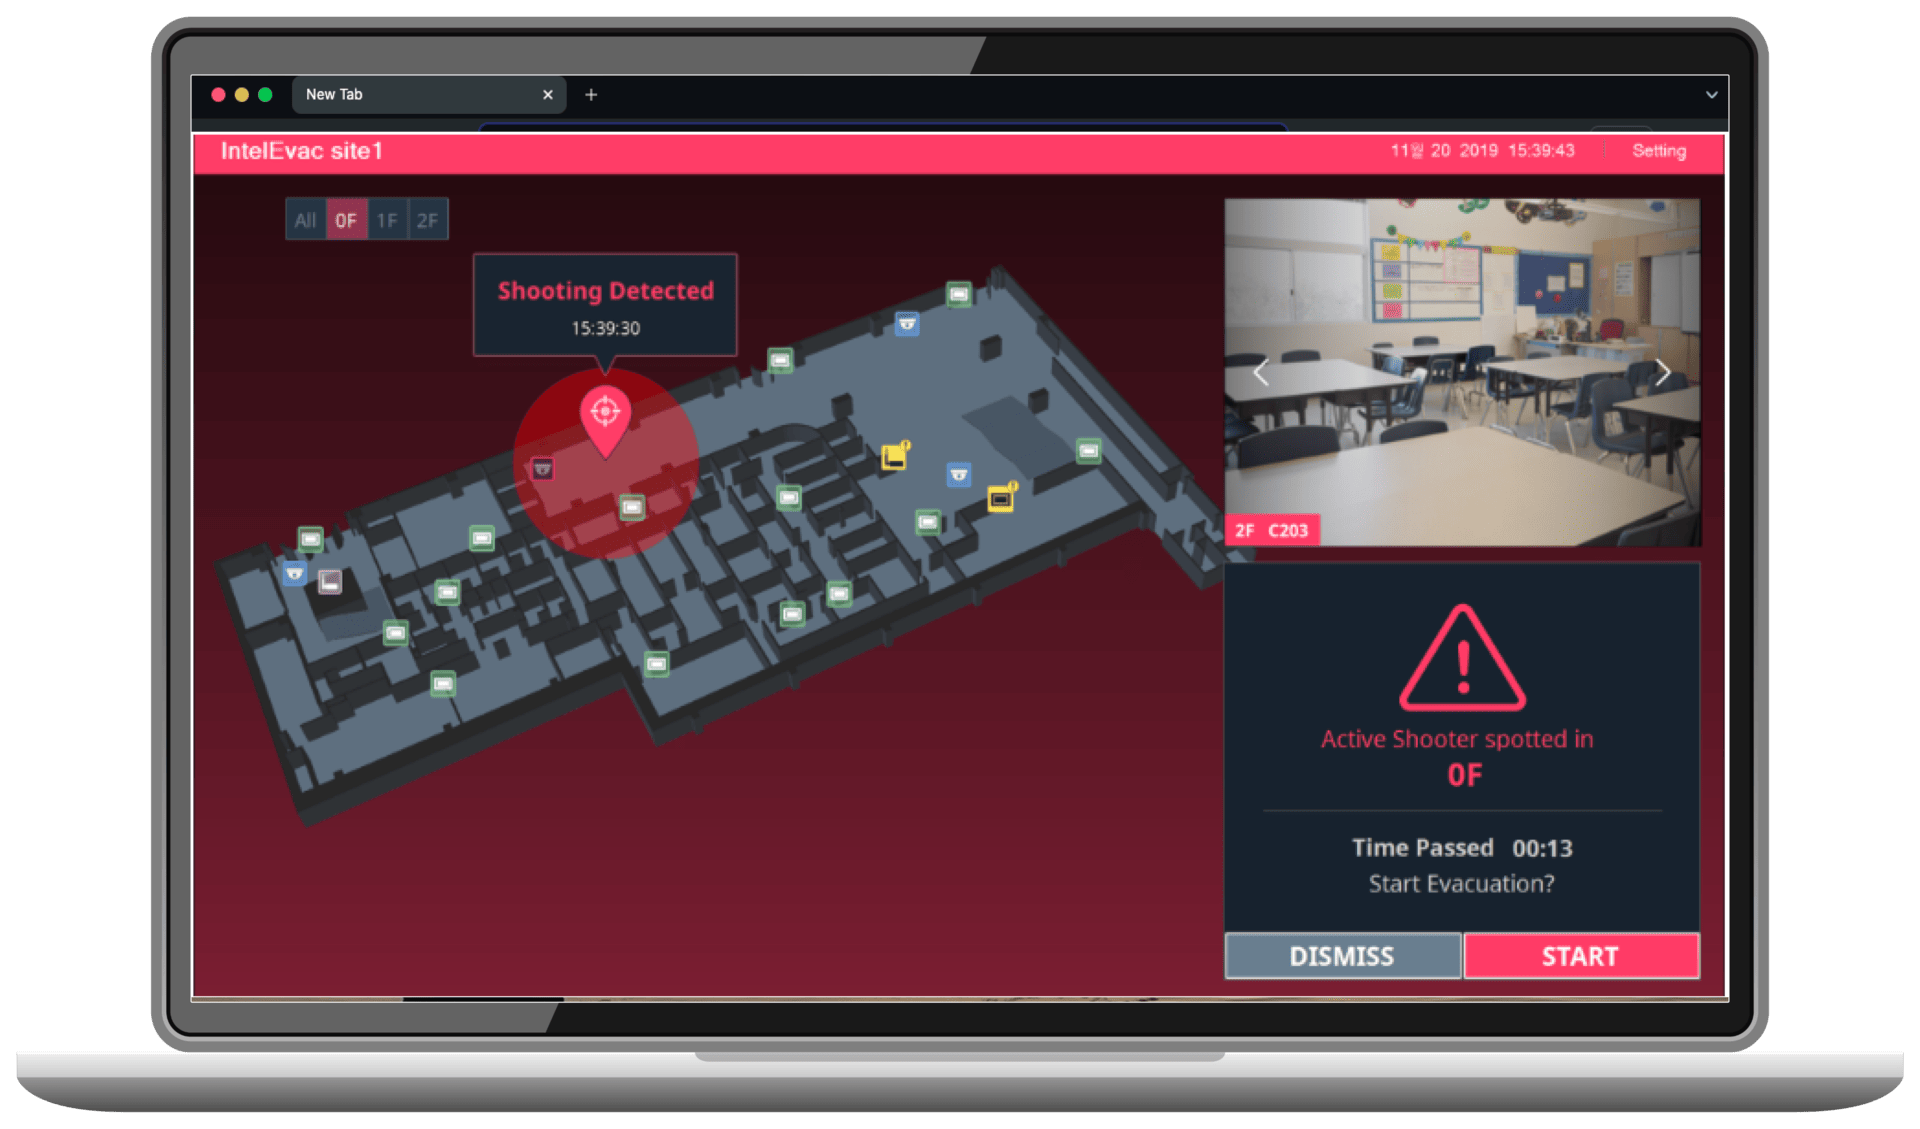 New Tab
IntelEvac site1
11월 20 2019 15:39:43
Setting
All 0F 1F 2F
Shooting Detected
15:39:30
2F C203
Active Shooter spotted in
0F
Time Passed 00:13
Start Evacuation?
DISMISS
START